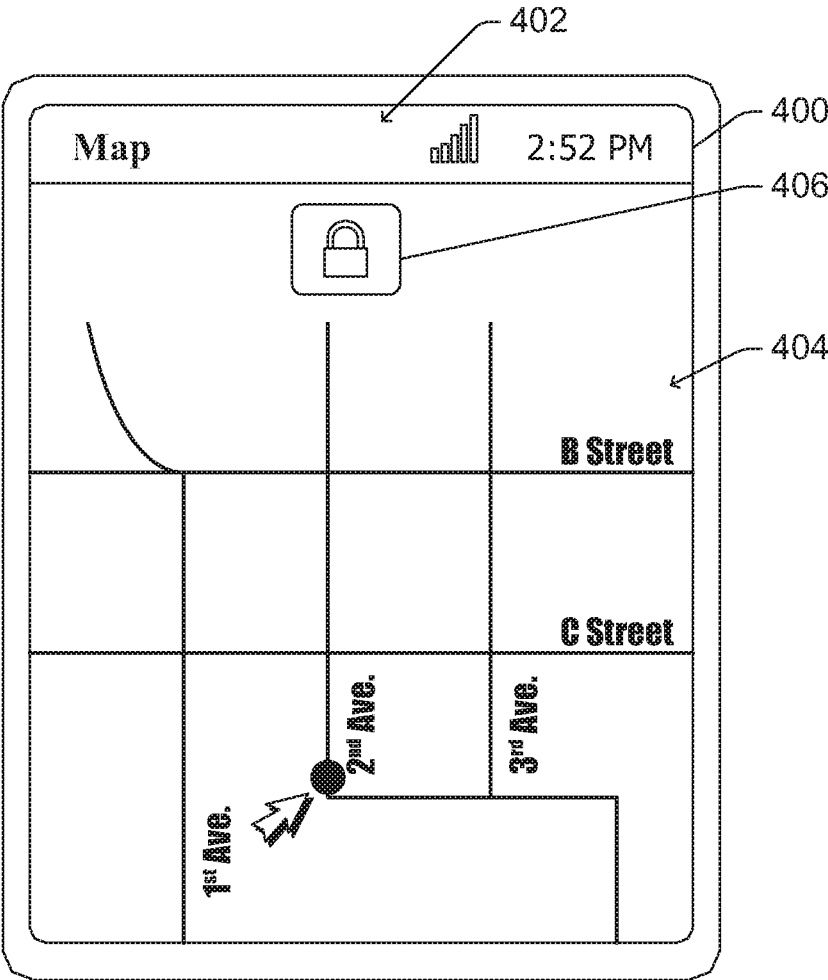 402
400
Map 2:52 PM
406
404
B Street
C Street
2nd Ave.
3rd Ave.
1st Ave.